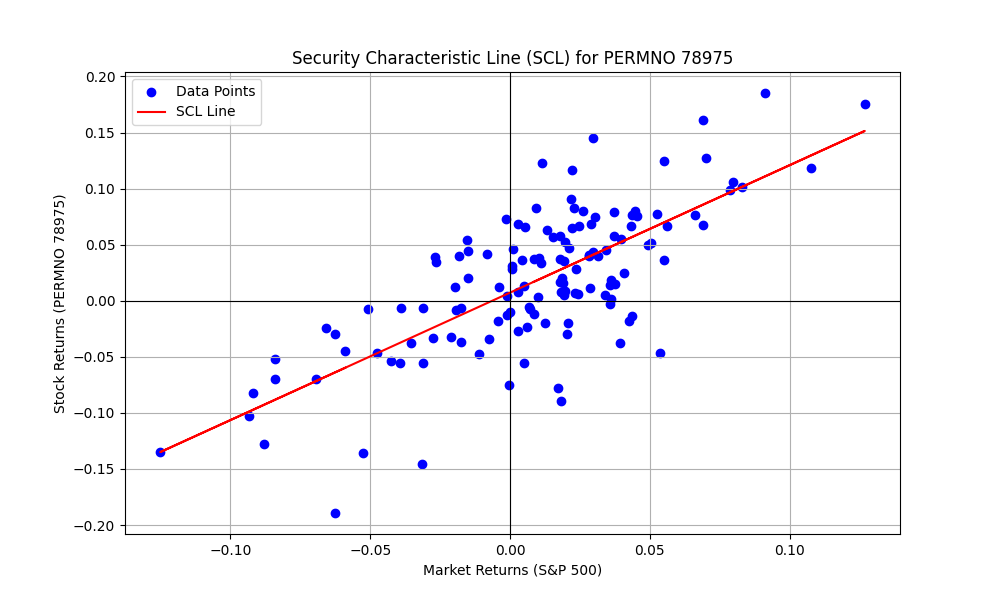 Security Characteristic Line (SCL) for PERMNO 78975
Data Points
SCL Line
0.20
0.15
0.10
0.05
0.00
−0.05
−0.10
−0.15
−0.20
Stock Returns (PERMNO 78975)
−0.10
−0.05
0.00
0.05
0.10
Market Returns (S&P 500)